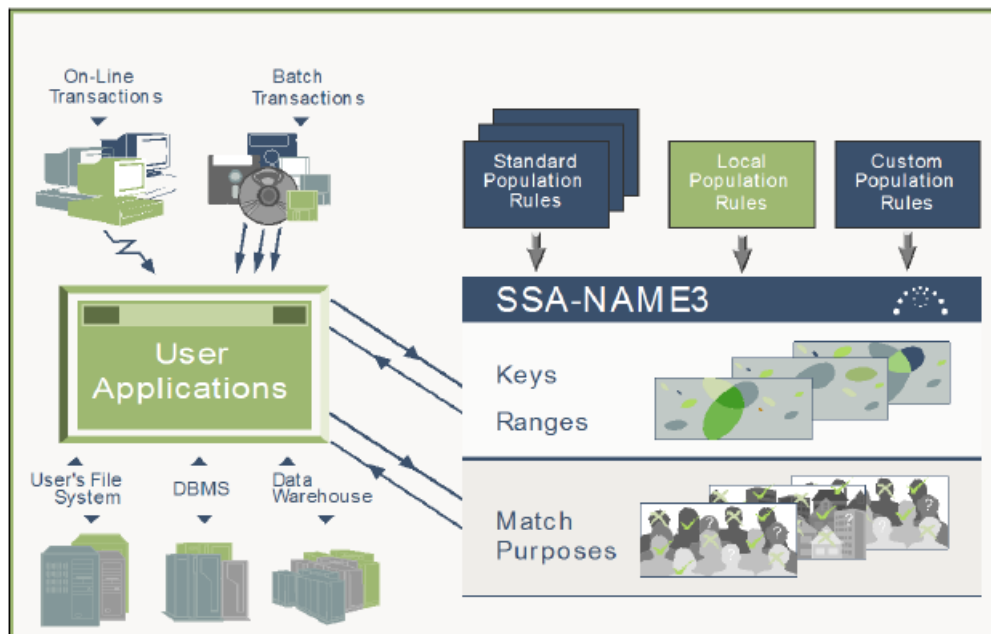 On-Line
Transactions
Batch
Transactions
Standard
Population
Rules
Local
Population
Rules
Custom
Population
Rules
SSA-NAME3
User
Applications
Keys
Ranges
User's File
System
DBMS
Data
Warehouse
Match
Purposes